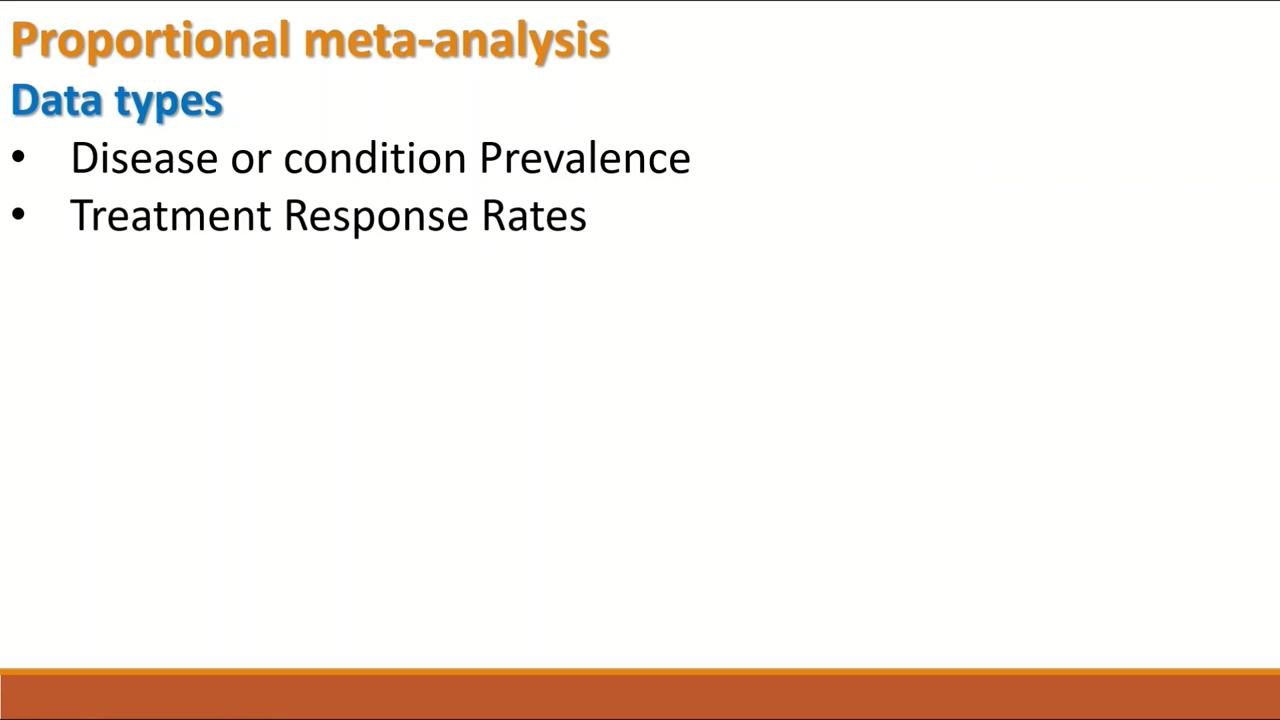 Proportional meta-analysis
Data types
• Disease or condition Prevalence
• Treatment Response Rates